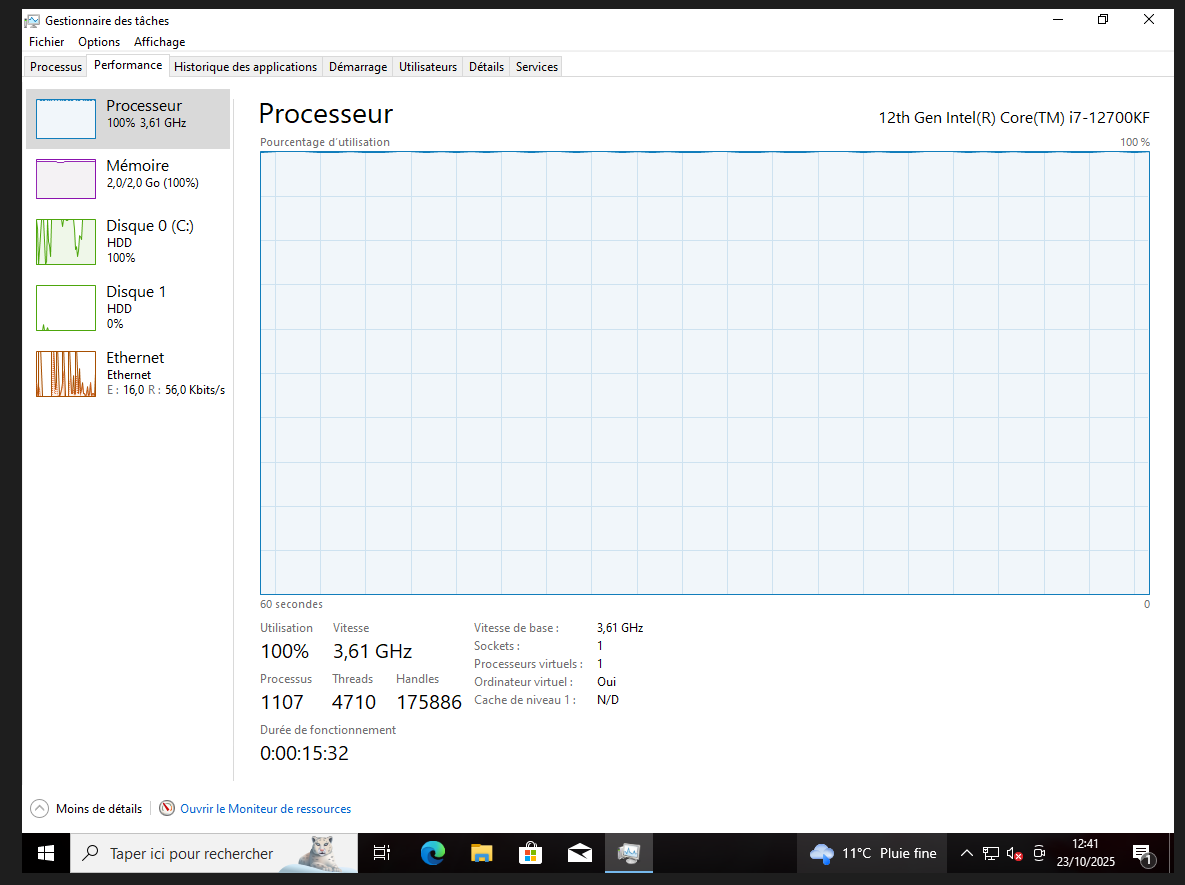 Gestionnaire des tâches
Fichier Options Affichage
Processus Performance Historique des applications Démarrage Utilisateurs Détails Services
Processeur
100% 3,61 GHz
Mémoire
2,0/2,0 Go (100%)
Disque 0 (C:)
HDD
100%
Disque 1
HDD
0%
Ethernet
Ethernet
E : 16,0 R : 56,0 Kbits/s
Processeur
12th Gen Intel(R) Core(TM) i7-12700KF
Pourcentage d'utilisation 100 %
60 secondes 0
Utilisation Vitesse
100% 3,61 GHz
Processus Threads Handles
1107 4710 175886
Durée de fonctionnement
0:00:15:32
Vitesse de base : 3,61 GHz
Sockets : 1
Processeurs virtuels : 1
Ordinateur virtuel : Oui
Cache de niveau 1 : N/D
Moins de détails Ouvrir le Moniteur de ressources
Taper ici pour rechercher
11°C Pluie fine
12:41
23/10/2025
1